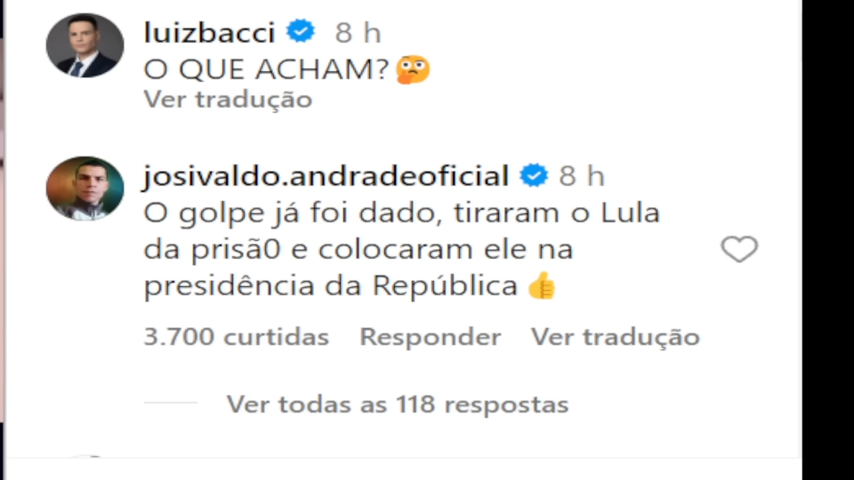 luizbacci 8 h
O QUE ACHAM?🤔
Ver tradução
josivaldo.andradeoficial 8 h
O golpe já foi dado, tiraram o Lula
da prisã0 e colocaram ele na
presidência da República 👍
3.700 curtidas Responder Ver tradução
Ver todas as 118 respostas